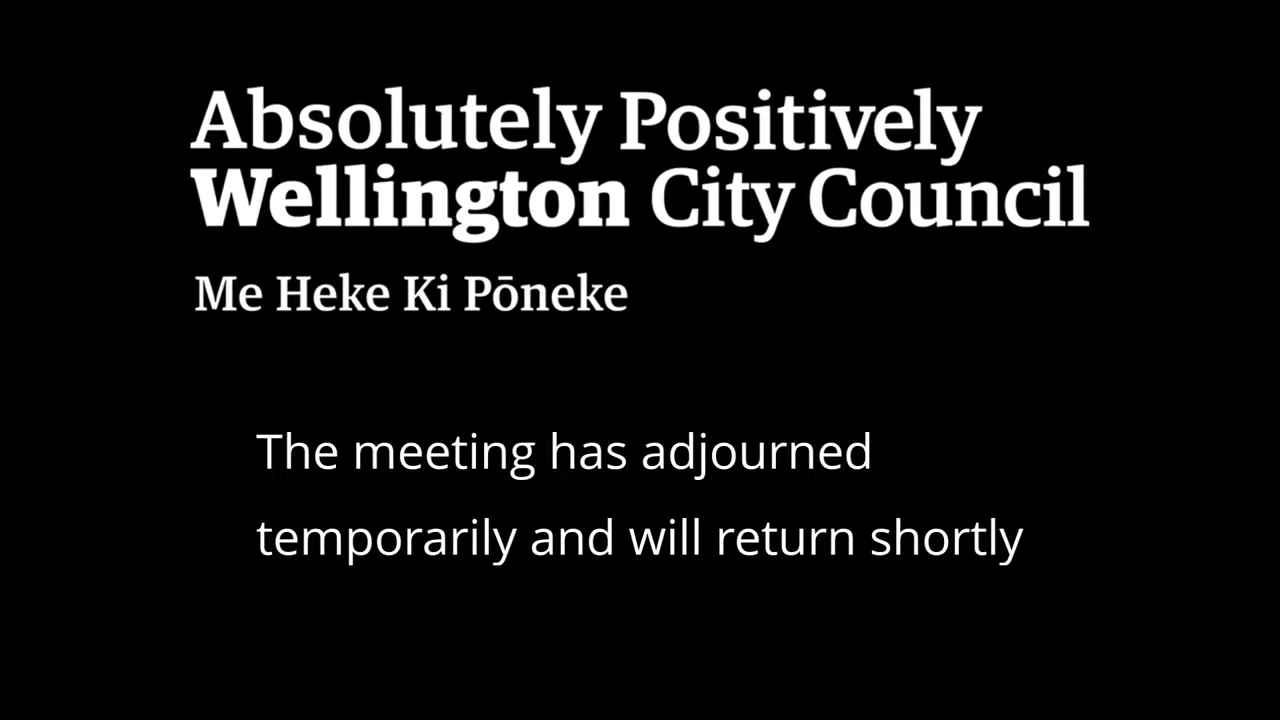 Absolutely Positively
Wellington City Council
Me Heke Ki Pōneke
The meeting has adjourned
temporarily and will return shortly